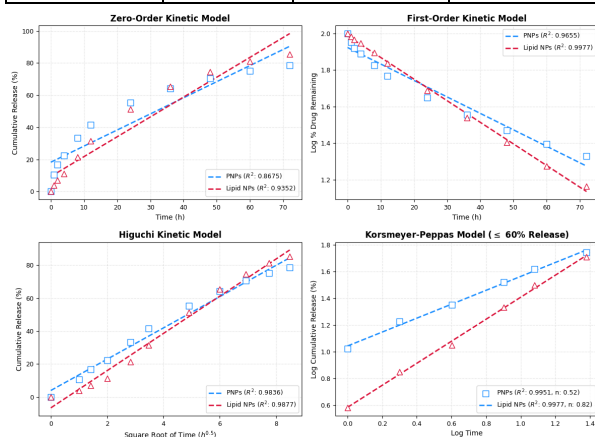 Zero-Order Kinetic Model
Cumulative Release (%)
100
80
60
40
20
0
PNPs (R²: 0.8675)
Lipid NPs (R²: 0.9352)
0 10 20 30 40 50 60 70
Time (h)
First-Order Kinetic Model
Log % Drug Remaining
2.0
1.8
1.6
1.4
1.2
PNPs (R²: 0.9655)
Lipid NPs (R²: 0.9977)
0 10 20 30 40 50 60 70
Time (h)
Higuchi Kinetic Model
Cumulative Release (%)
80
60
40
20
0
PNPs (R²: 0.9836)
Lipid NPs (R²: 0.9877)
0 2 4 6 8
Square Root of Time (h⁰·⁵)
Korsmeyer-Peppas Model (≤ 60% Release)
Log Cumulative Release (%)
1.8
1.6
1.4
1.2
1.0
0.8
0.6
PNPs (R²: 0.9951, n: 0.52)
Lipid NPs (R²: 0.9977, n: 0.82)
0.0 0.2 0.4 0.6 0.8 1.0 1.2 1.4
Log Time